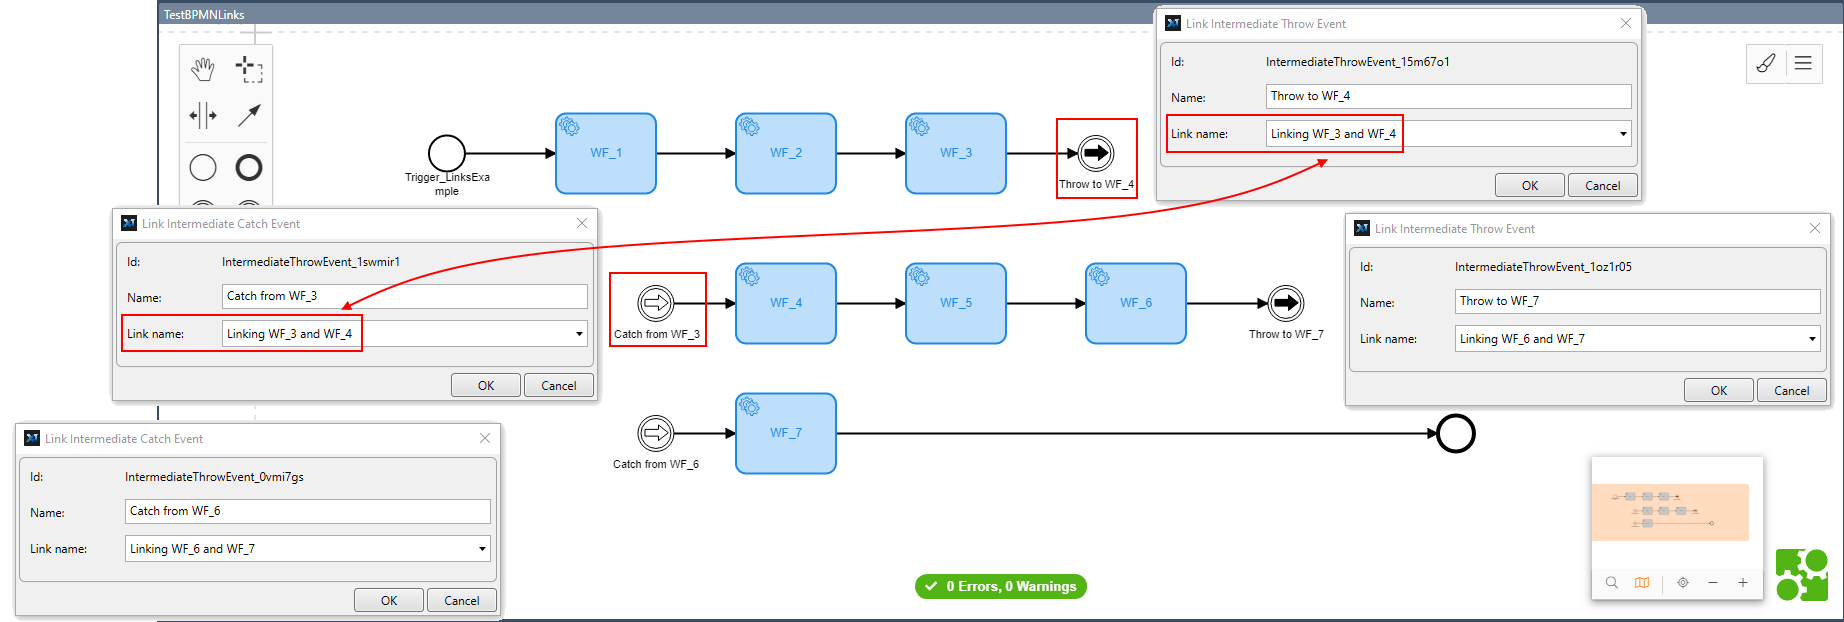 TestBPMNLinks
Link Intermediate Throw Event
Id: IntermediateThrowEvent_15m67o1
Name: Throw to WF_4
Link name: Linking WF_3 and WF_4
OK Cancel
WF_1
WF_2
WF_3
Trigger_LinksExa
mple
Throw to WF_4
Link Intermediate Catch Event
Id: IntermediateThrowEvent_1swmir1
Name: Catch from WF_3
Link name: Linking WF_3 and WF_4
OK Cancel
Catch from WF_3
WF_4
WF_5
WF_6
Throw to WF_7
Link Intermediate Throw Event
Id: IntermediateThrowEvent_1oz1r05
Name: Throw to WF_7
Link name: Linking WF_6 and WF_7
OK Cancel
Link Intermediate Catch Event
Id: IntermediateThrowEvent_0vmi7gs
Name: Catch from WF_6
Link name: Linking WF_6 and WF_7
OK Cancel
Catch from WF_6
WF_7
0 Errors, 0 Warnings